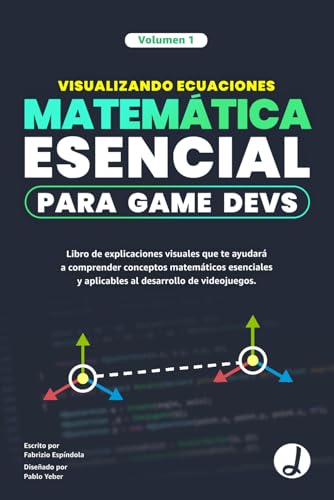 Volumen 1
VISUALIZANDO ECUACIONES
MATEMÁTICA
ESENCIAL
PARA GAME DEVS
Libro de explicaciones visuales que te ayudará
a comprender conceptos matemáticos esenciales
y aplicables al desarrollo de videojuegos.
Escrito por
Fabrizio Espíndola
Diseñado por
Pablo Yeber